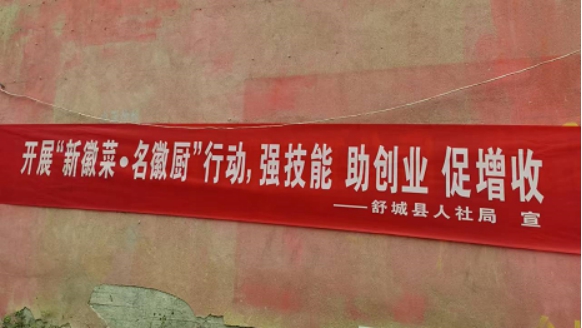 开展“新徽菜·名徽厨”行动,强技能 助创业 促增收
——舒城县人社局 宣